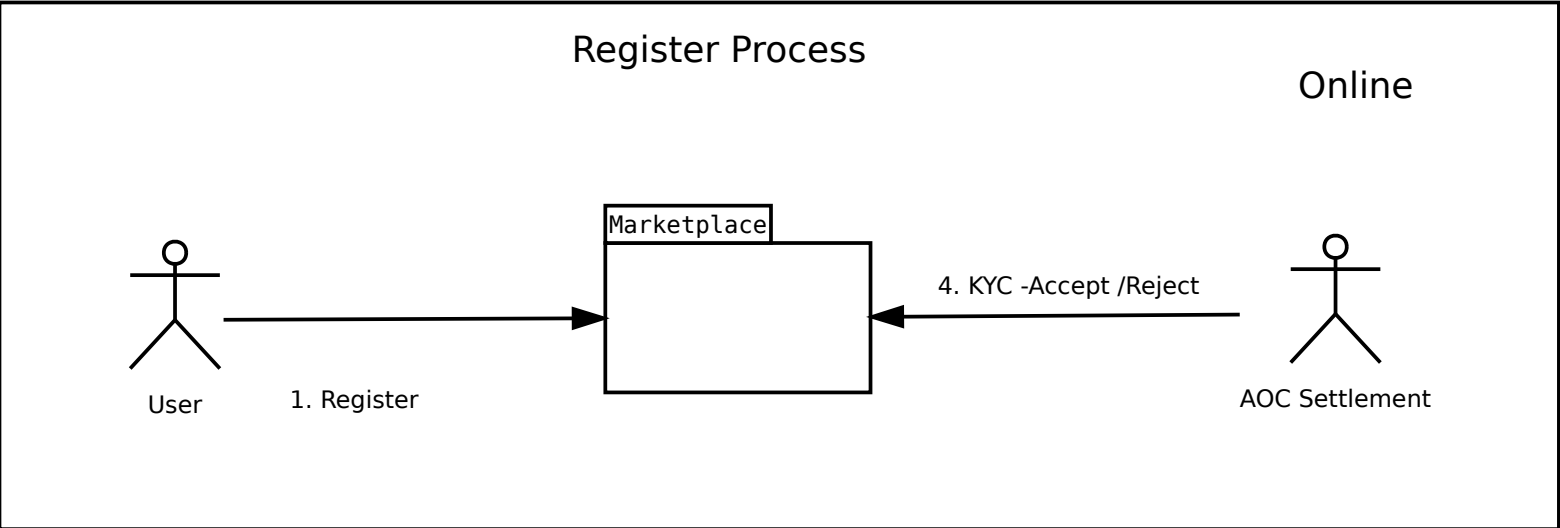 Register Process
Online
Marketplace
4. KYC -Accept /Reject
User
1. Register
AOC Settlement